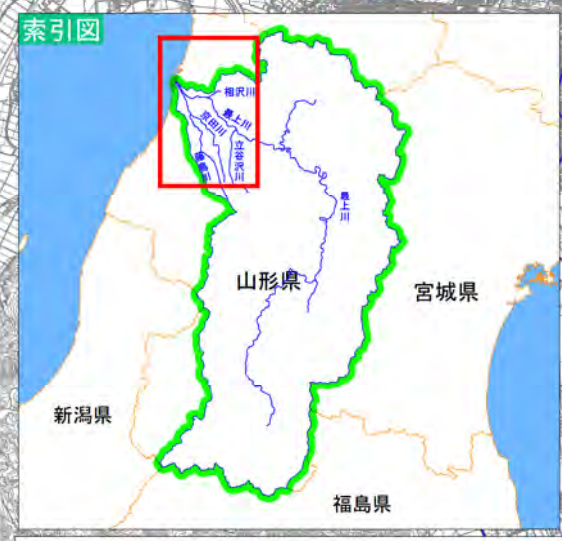 索引図
相沢川
最上川
京田川
立谷沢川
藤島川
最上川
山形県
宮城県
新潟県
福島県